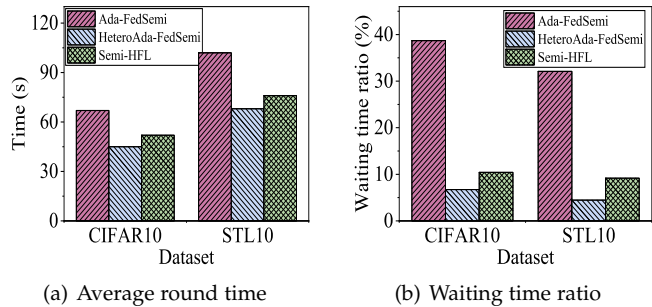 120
90
60
30
0
Time (s)
Ada-FedSemi
HeteroAda-FedSemi
Semi-HFL
CIFAR10 STL10
Dataset
(a) Average round time
40
30
20
10
0
Waiting time ratio (%)
Ada-FedSemi
HeteroAda-FedSemi
Semi-HFL
CIFAR10 STL10
Dataset
(b) Waiting time ratio